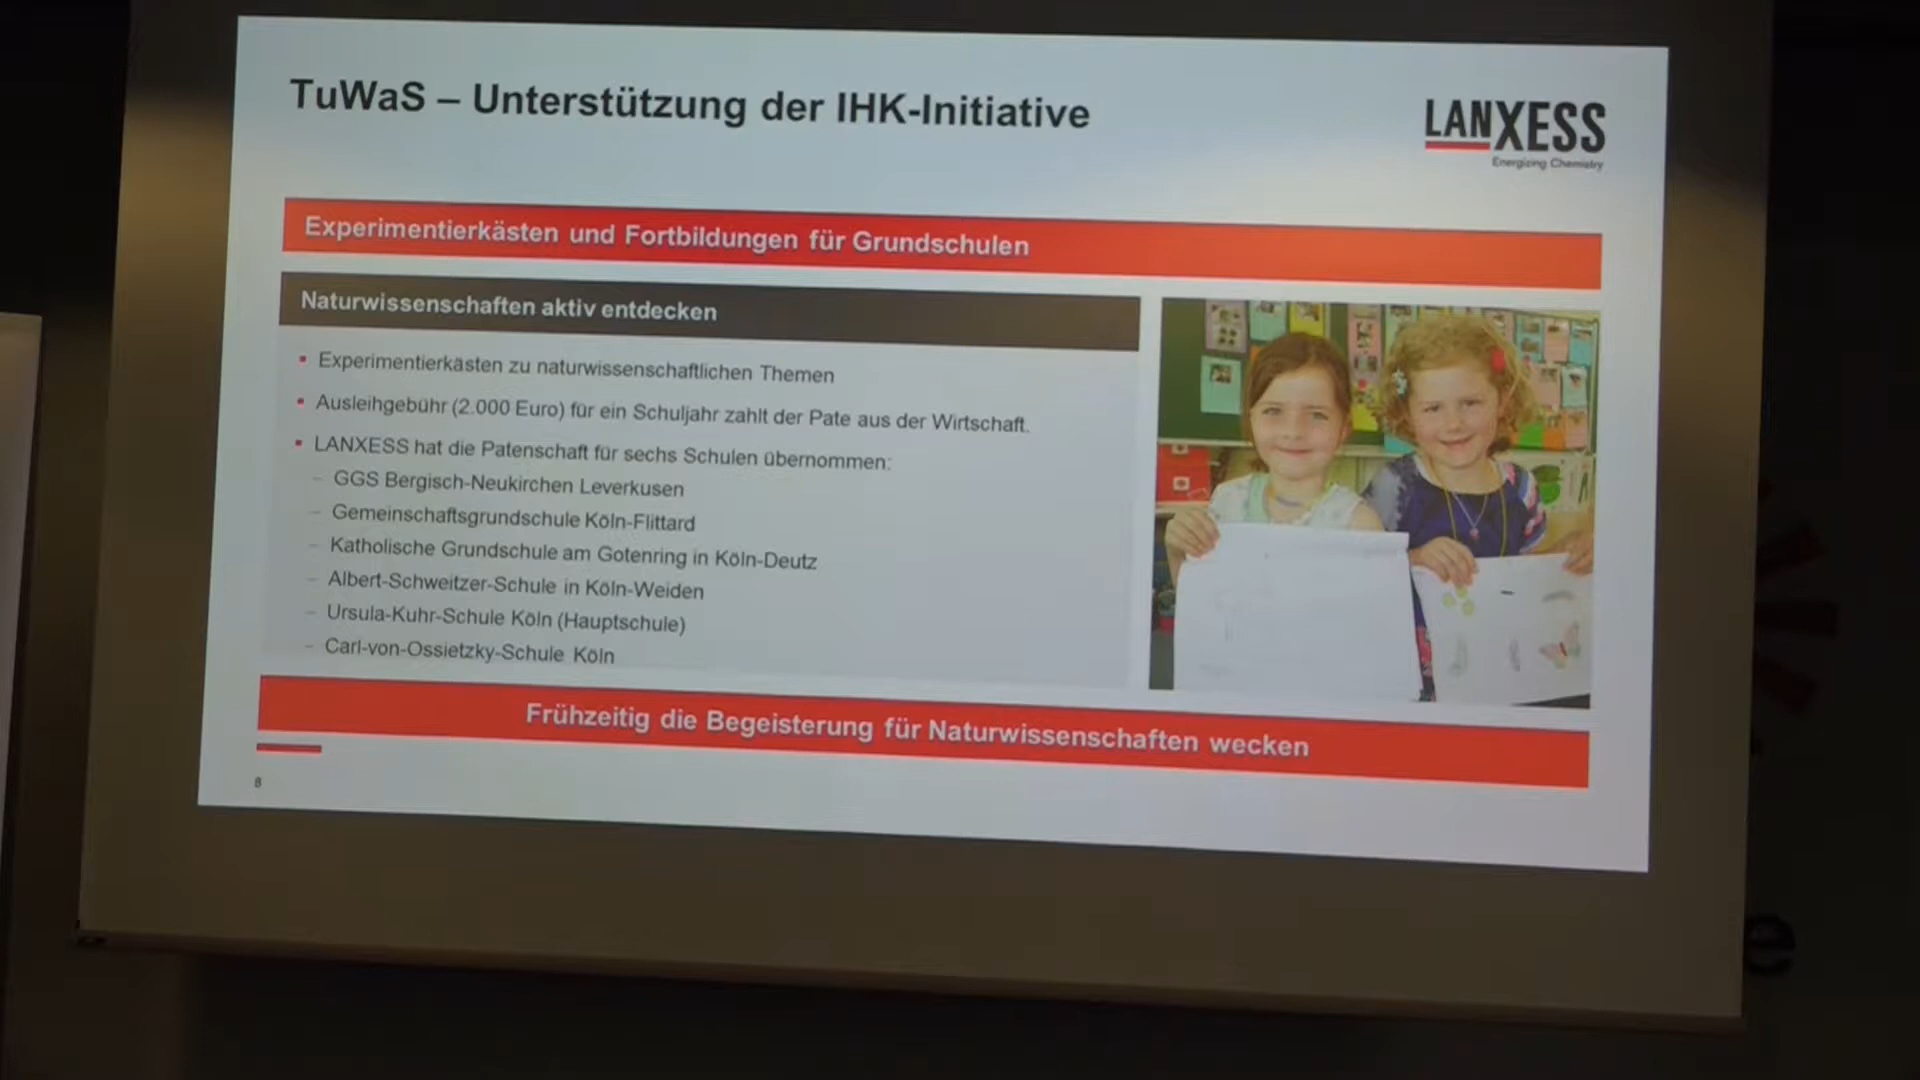 TuWaS – Unterstützung der IHK-Initiative
LANXESS
Energizing Chemistry
Experimentierkästen und Fortbildungen für Grundschulen
Naturwissenschaften aktiv entdecken
Experimentierkästen zu naturwissenschaftlichen Themen
Ausleihgebühr (2.000 Euro) für ein Schuljahr zahlt der Pate aus der Wirtschaft.
LANXESS hat die Patenschaft für sechs Schulen übernommen:
– GGS Bergisch-Neukirchen Leverkusen
– Gemeinschaftsgrundschule Köln-Flittard
– Katholische Grundschule am Gotenring in Köln-Deutz
– Albert-Schweitzer-Schule in Köln-Weiden
– Ursula-Kuhr-Schule Köln (Hauptschule)
– Carl-von-Ossietzky-Schule Köln
Frühzeitig die Begeisterung für Naturwissenschaften wecken
8
e